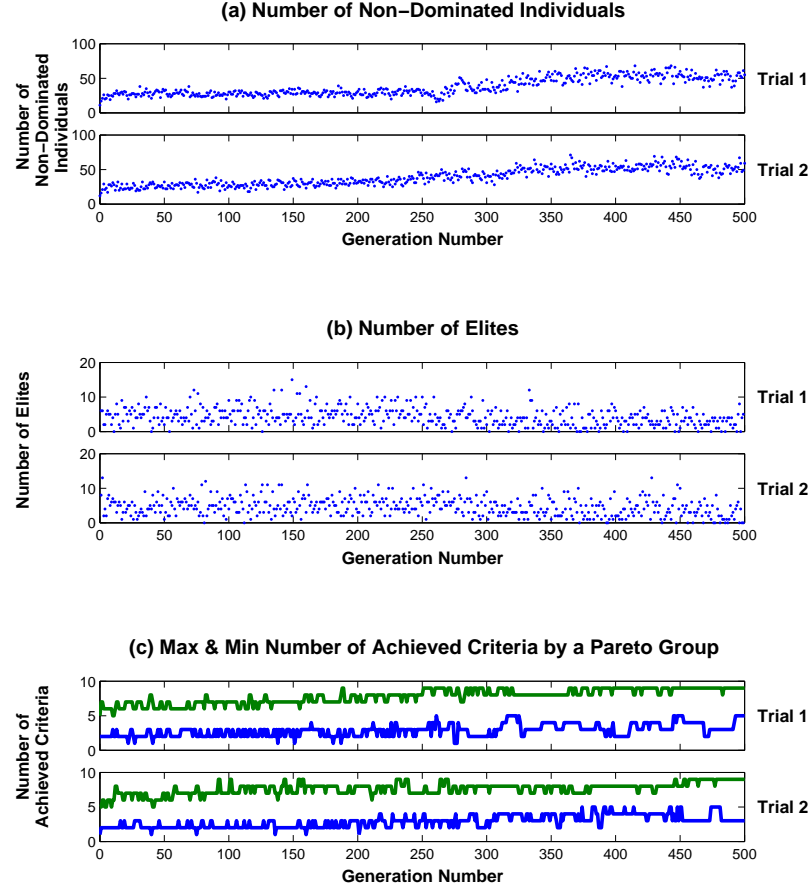 (a) Number of Non−Dominated Individuals
Number of
Non−Dominated
Individuals
100
50
0
Trial 1
100
50
0
Trial 2
0 50 100 150 200 250 300 350 400 450 500
Generation Number
(b) Number of Elites
Number of Elites
20
10
0
Trial 1
20
10
0
Trial 2
0 50 100 150 200 250 300 350 400 450 500
Generation Number
(c) Max & Min Number of Achieved Criteria by a Pareto Group
Number of
Achieved Criteria
10
5
0
Trial 1
10
5
0
Trial 2
0 50 100 150 200 250 300 350 400 450 500
Generation Number